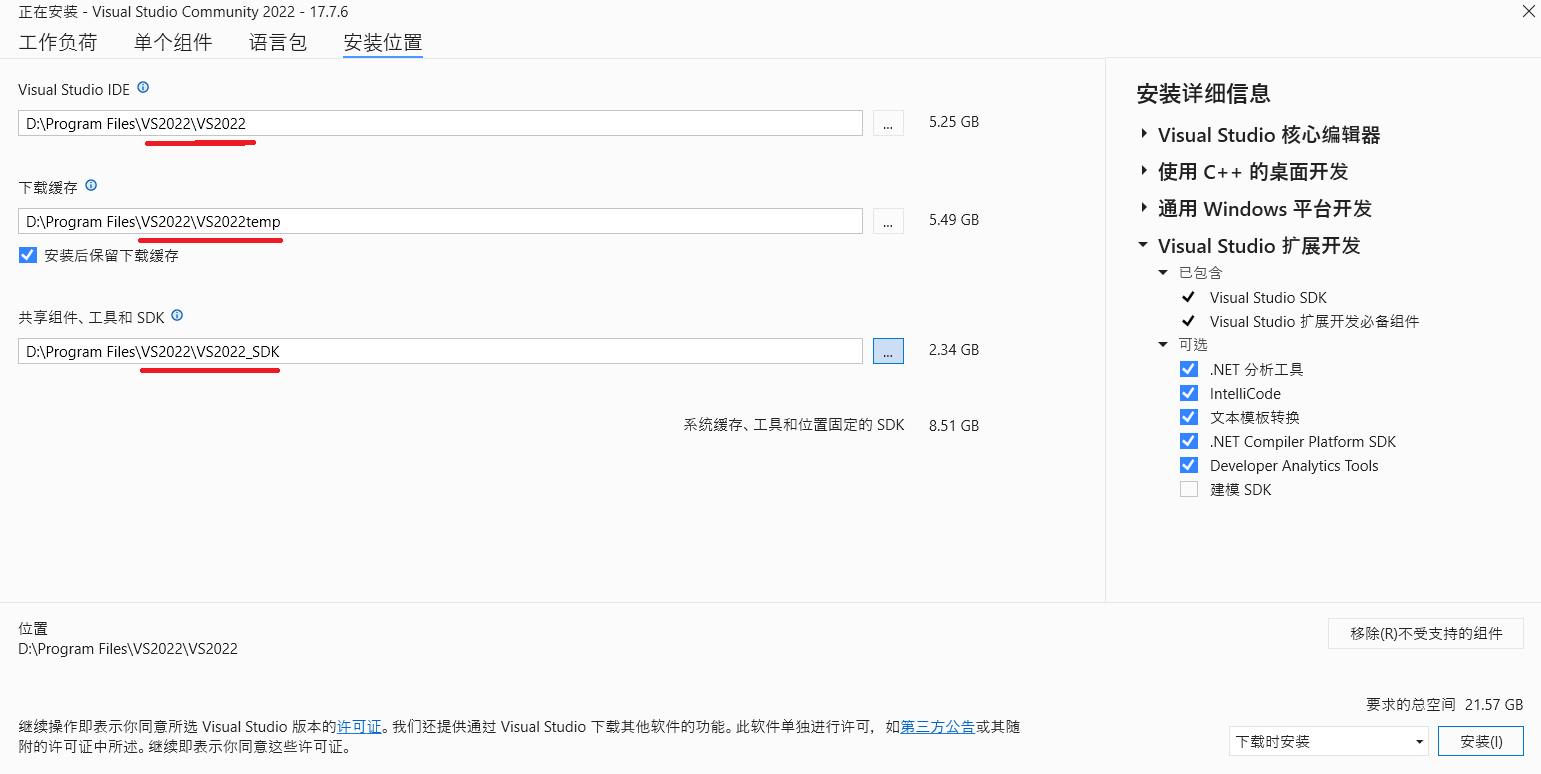 正在安装 - Visual Studio Community 2022 - 17.7.6
工作负荷 单个组件 语言包 安装位置
Visual Studio IDE
D:\Program Files\VS2022\VS2022 ... 5.25 GB
下载缓存
D:\Program Files\VS2022\VS2022temp ... 5.49 GB
安装后保留下载缓存
共享组件、工具和 SDK
D:\Program Files\VS2022\VS2022_SDK ... 2.34 GB
系统缓存、工具和位置固定的 SDK 8.51 GB
安装详细信息
Visual Studio 核心编辑器
使用 C++ 的桌面开发
通用 Windows 平台开发
Visual Studio 扩展开发
已包含
Visual Studio SDK
Visual Studio 扩展开发必备组件
可选
.NET 分析工具
IntelliCode
文本模板转换
.NET Compiler Platform SDK
Developer Analytics Tools
建模 SDK
位置
D:\Program Files\VS2022\VS2022
移除(R)不受支持的组件
要求的总空间 21.57 GB
继续操作即表示你同意所选 Visual Studio 版本的许可证。我们还提供通过 Visual Studio 下载其他软件的功能。此软件单独进行许可，如第三方公告或其随
附的许可证中所述。继续即表示你同意这些许可证。
下载时安装 安装(I)